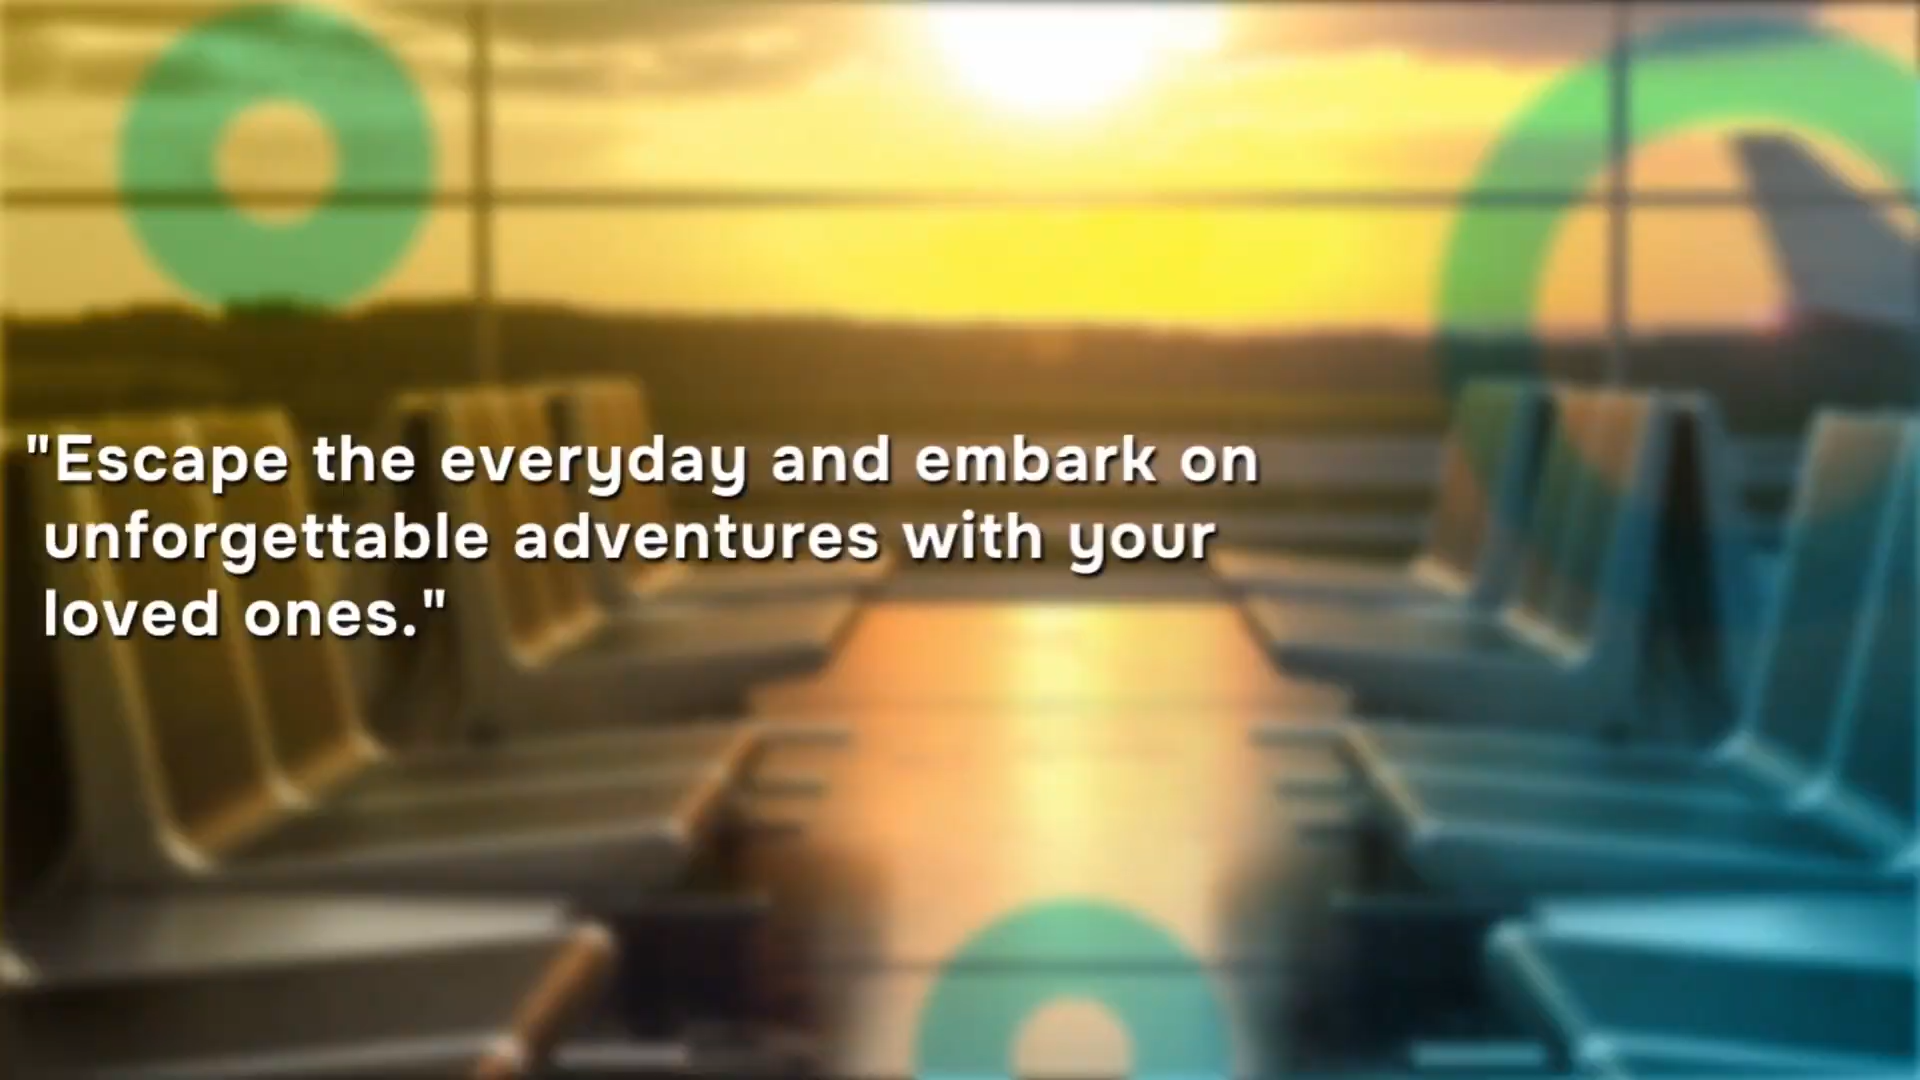 "Escape the everyday and embark on
unforgettable adventures with your
loved ones."